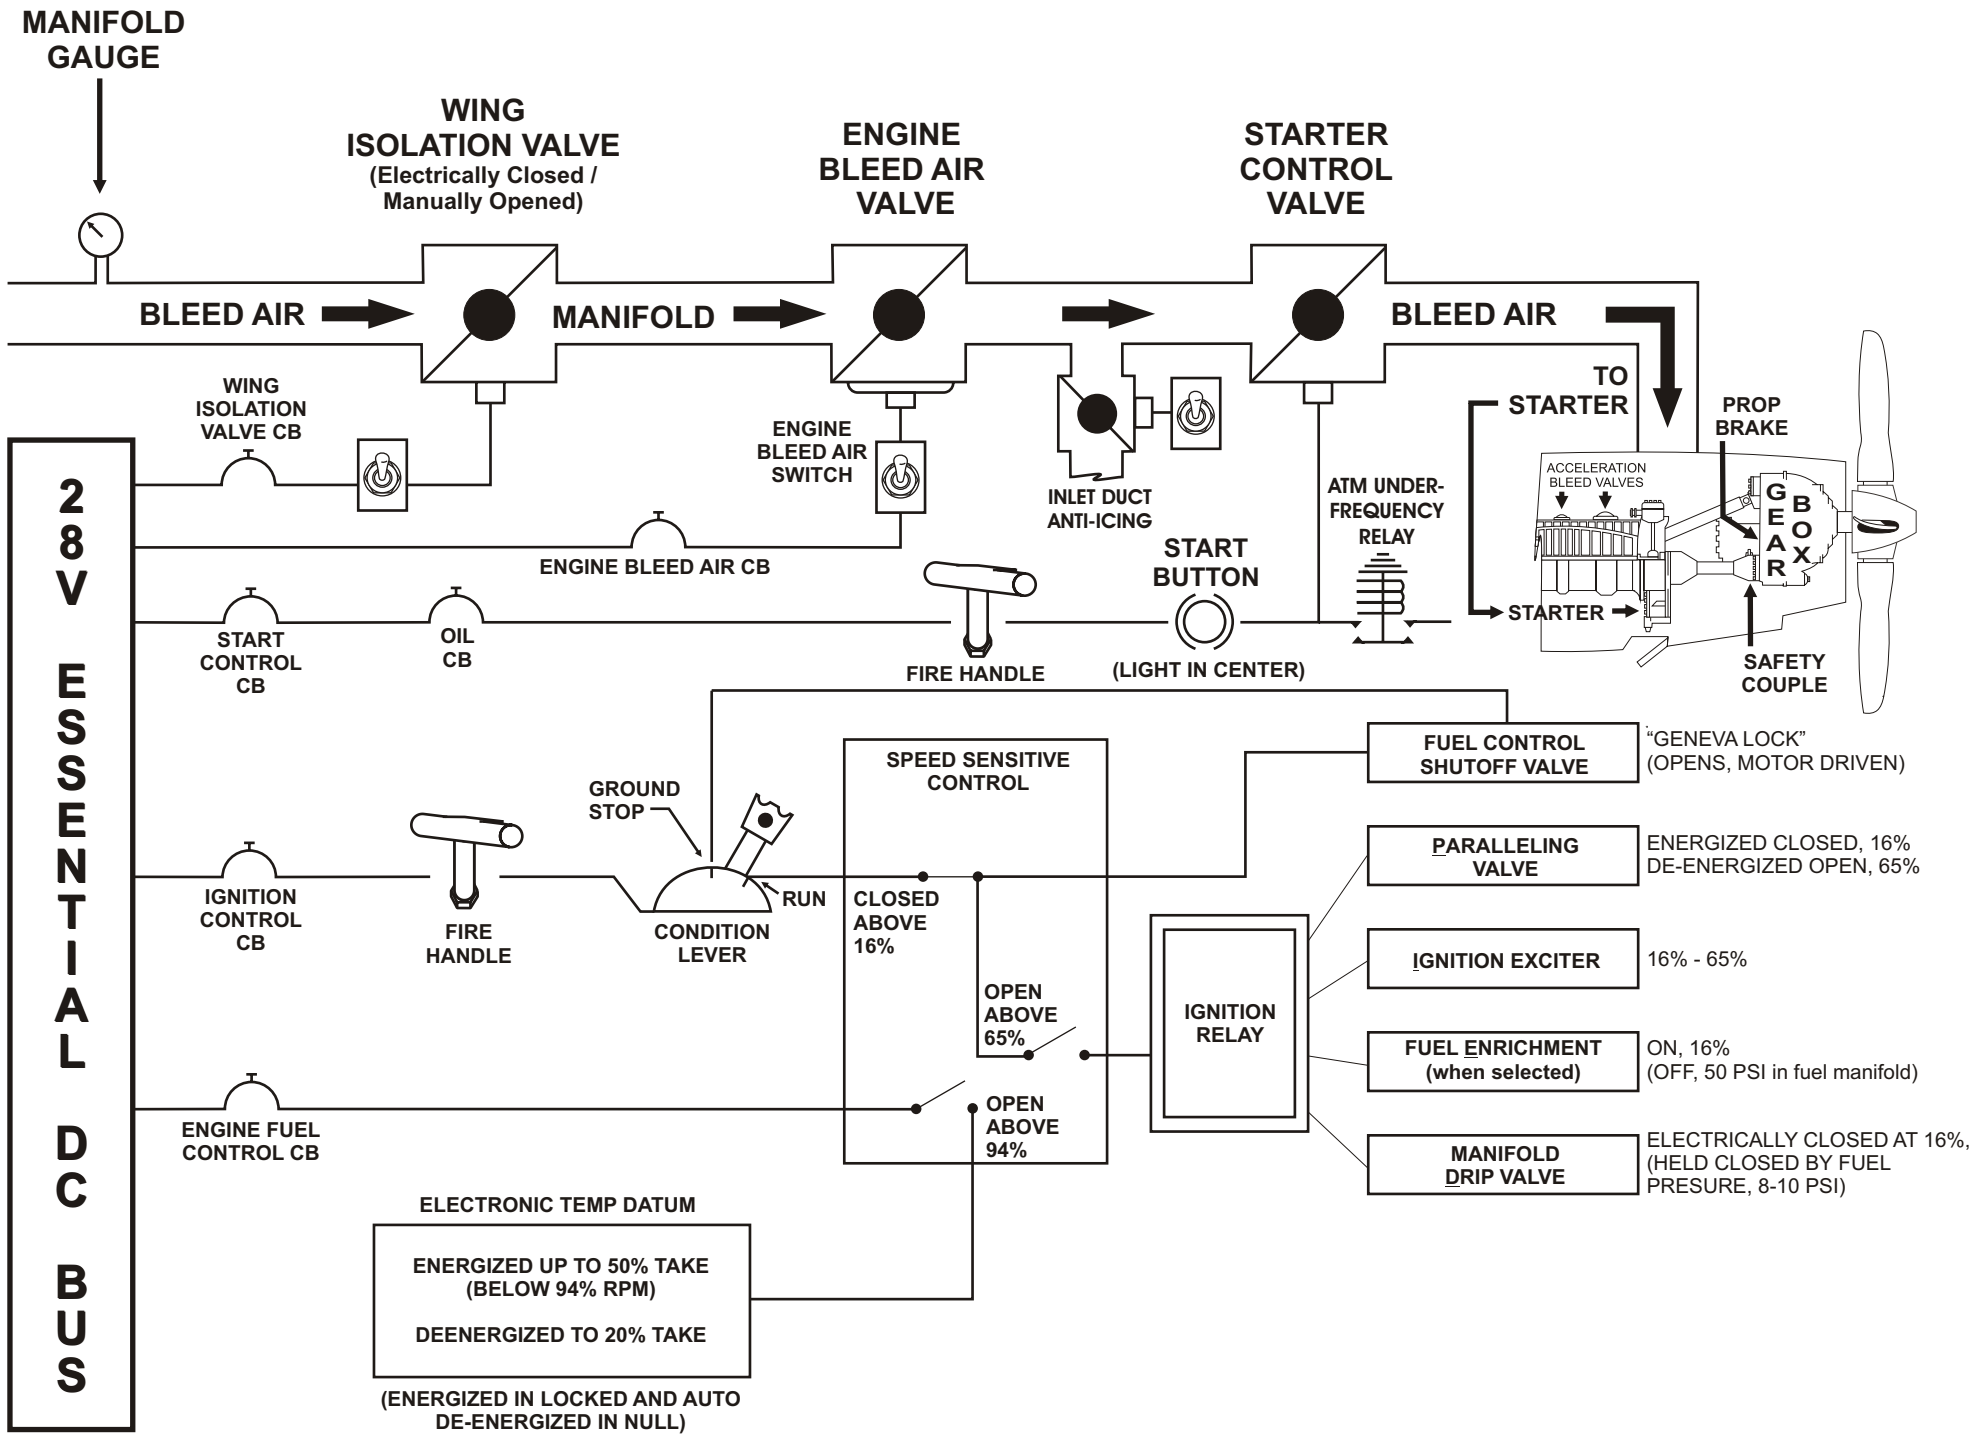 MANIFOLD
GAUGE
WING
ISOLATION VALVE
(Electrically Closed /
Manually Opened)
ENGINE
BLEED AIR
VALVE
STARTER
CONTROL
VALVE
BLEED AIR
MANIFOLD
BLEED AIR
WING
ISOLATION
VALVE CB
ENGINE
BLEED AIR
SWITCH
INLET DUCT
ANTI-ICING
TO
STARTER
PROP
BRAKE
ACCELERATION
BLEED VALVES
GEAR
BOX
ATM UNDER-
FREQUENCY
RELAY
28V ESSENTIAL DC BUS
ENGINE BLEED AIR CB
START
BUTTON
(LIGHT IN CENTER)
STARTER
SAFETY
COUPLE
START
CONTROL
CB
OIL
CB
FIRE HANDLE
GROUND
STOP
SPEED SENSITIVE
CONTROL
FUEL CONTROL
SHUTOFF VALVE
"GENEVA LOCK"
(OPENS, MOTOR DRIVEN)
PARALLELING
VALVE
ENERGIZED CLOSED, 16%
DE-ENERGIZED OPEN, 65%
IGNITION
CONTROL
CB
FIRE
HANDLE
CONDITION
LEVER
RUN
CLOSED
ABOVE
16%
OPEN
ABOVE
65%
IGNITION
RELAY
IGNITION EXCITER
16% - 65%
FUEL ENRICHMENT
(when selected)
ON, 16%
(OFF, 50 PSI in fuel manifold)
ENGINE FUEL
CONTROL CB
OPEN
ABOVE
94%
MANIFOLD
DRIP VALVE
ELECTRICALLY CLOSED AT 16%,
(HELD CLOSED BY FUEL
PRESURE, 8-10 PSI)
ELECTRONIC TEMP DATUM
ENERGIZED UP TO 50% TAKE
(BELOW 94% RPM)
DEENERGIZED TO 20% TAKE
(ENERGIZED IN LOCKED AND AUTO
DE-ENERGIZED IN NULL)